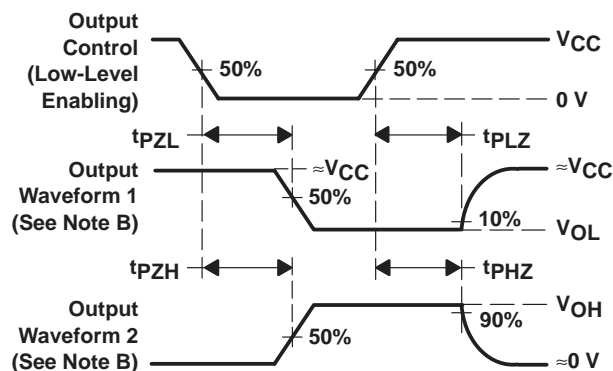 Output
Control
(Low-Level
Enabling)
50%
50%
VCC
0 V
tPZL
tPLZ
Output
Waveform 1
(See Note B)
≈VCC
50%
≈VCC
10%
VOL
tPZH
tPHZ
Output
Waveform 2
(See Note B)
50%
VOH
90%
≈0 V